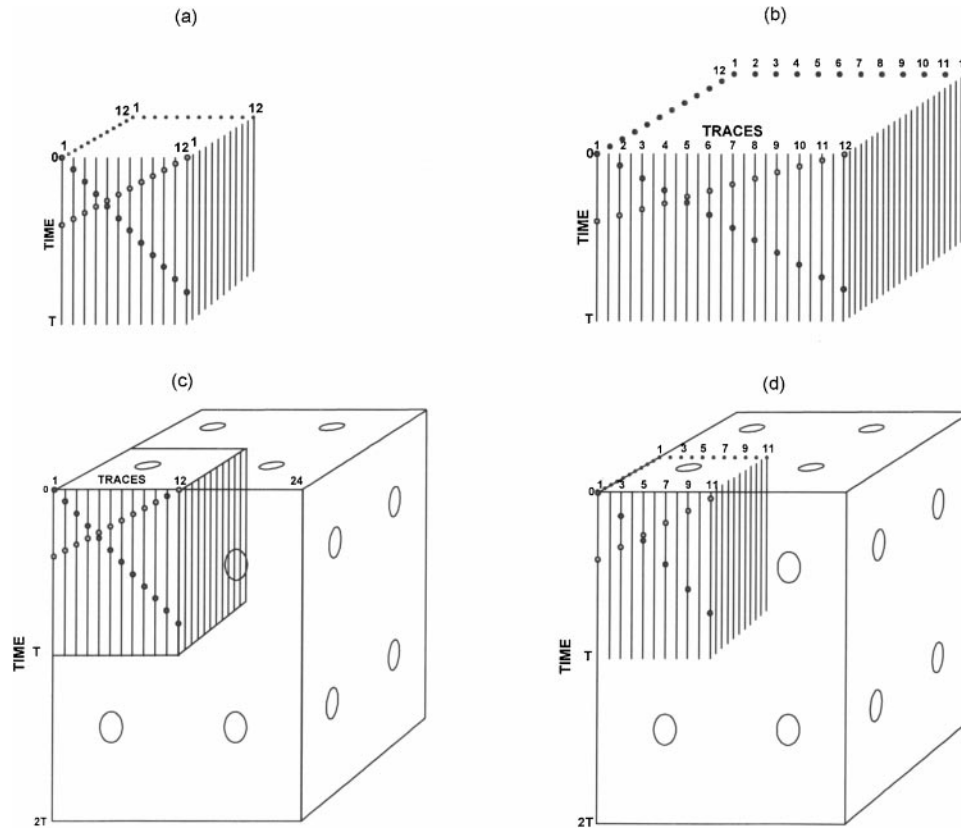 (a)
(b)
12 1 2 3 4 5 6 7 8 9 10 11 1
12 1 12
TRACES
0 1 12 1
1 2 3 4 5 6 7 8 9 10 11 12
0
TIME
TIME
T
T
(c)
(d)
1 3 5 7 9 11
1 TRACES 12 24
0
1 3 5 7 9 11
0
TIME
T
TIME
T
2T
2T